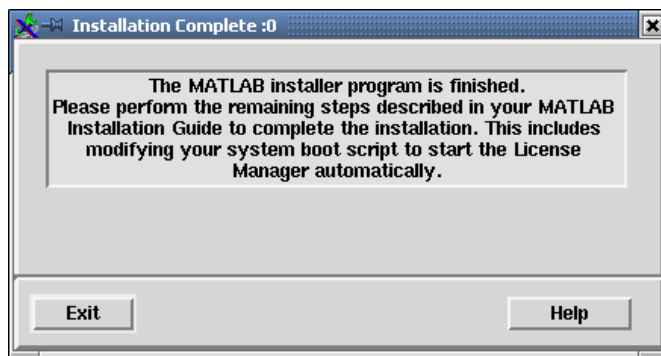 Installation Complete :0
The MATLAB installer program is finished.
Please perform the remaining steps described in your MATLAB
Installation Guide to complete the installation. This includes
modifying your system boot script to start the License
Manager automatically.
Exit
Help